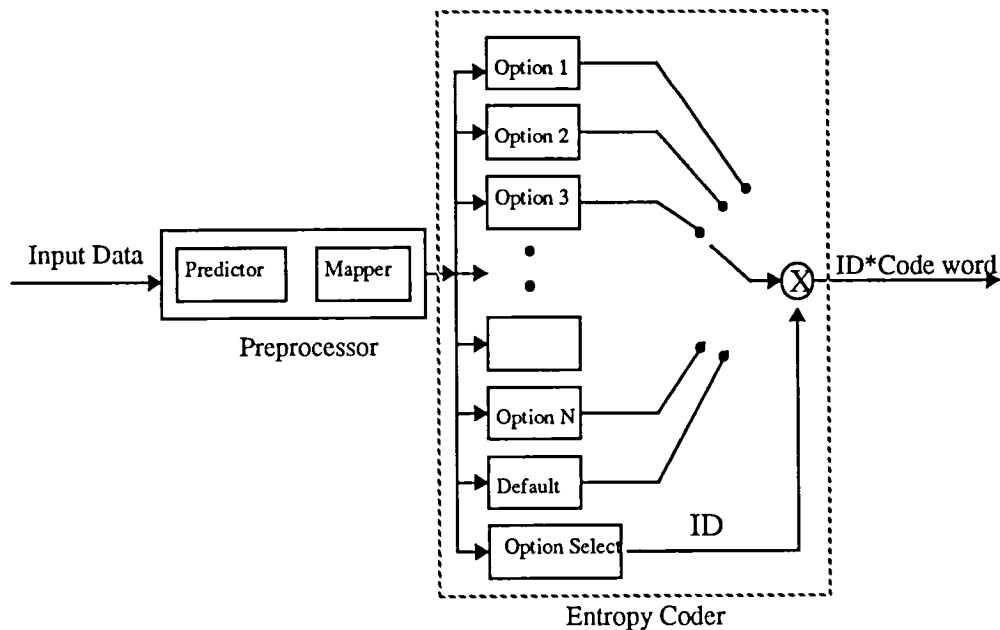 Input Data
Predictor
Mapper
Preprocessor
Option 1
Option 2
Option 3
Option N
Default
Option Select
ID
X
ID*Code word
Entropy Coder